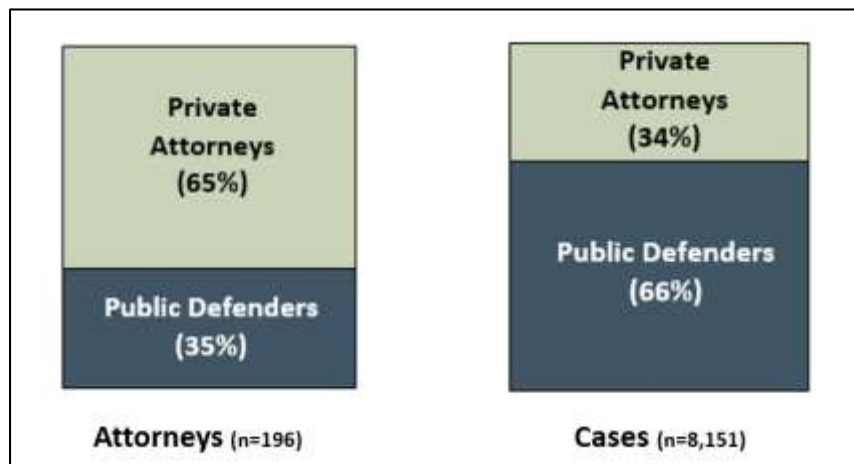 Private
Attorneys
(65%)
Public Defenders
(35%)
Attorneys (n=196)
Private
Attorneys
(34%)
Public Defenders
(66%)
Cases (n=8,151)